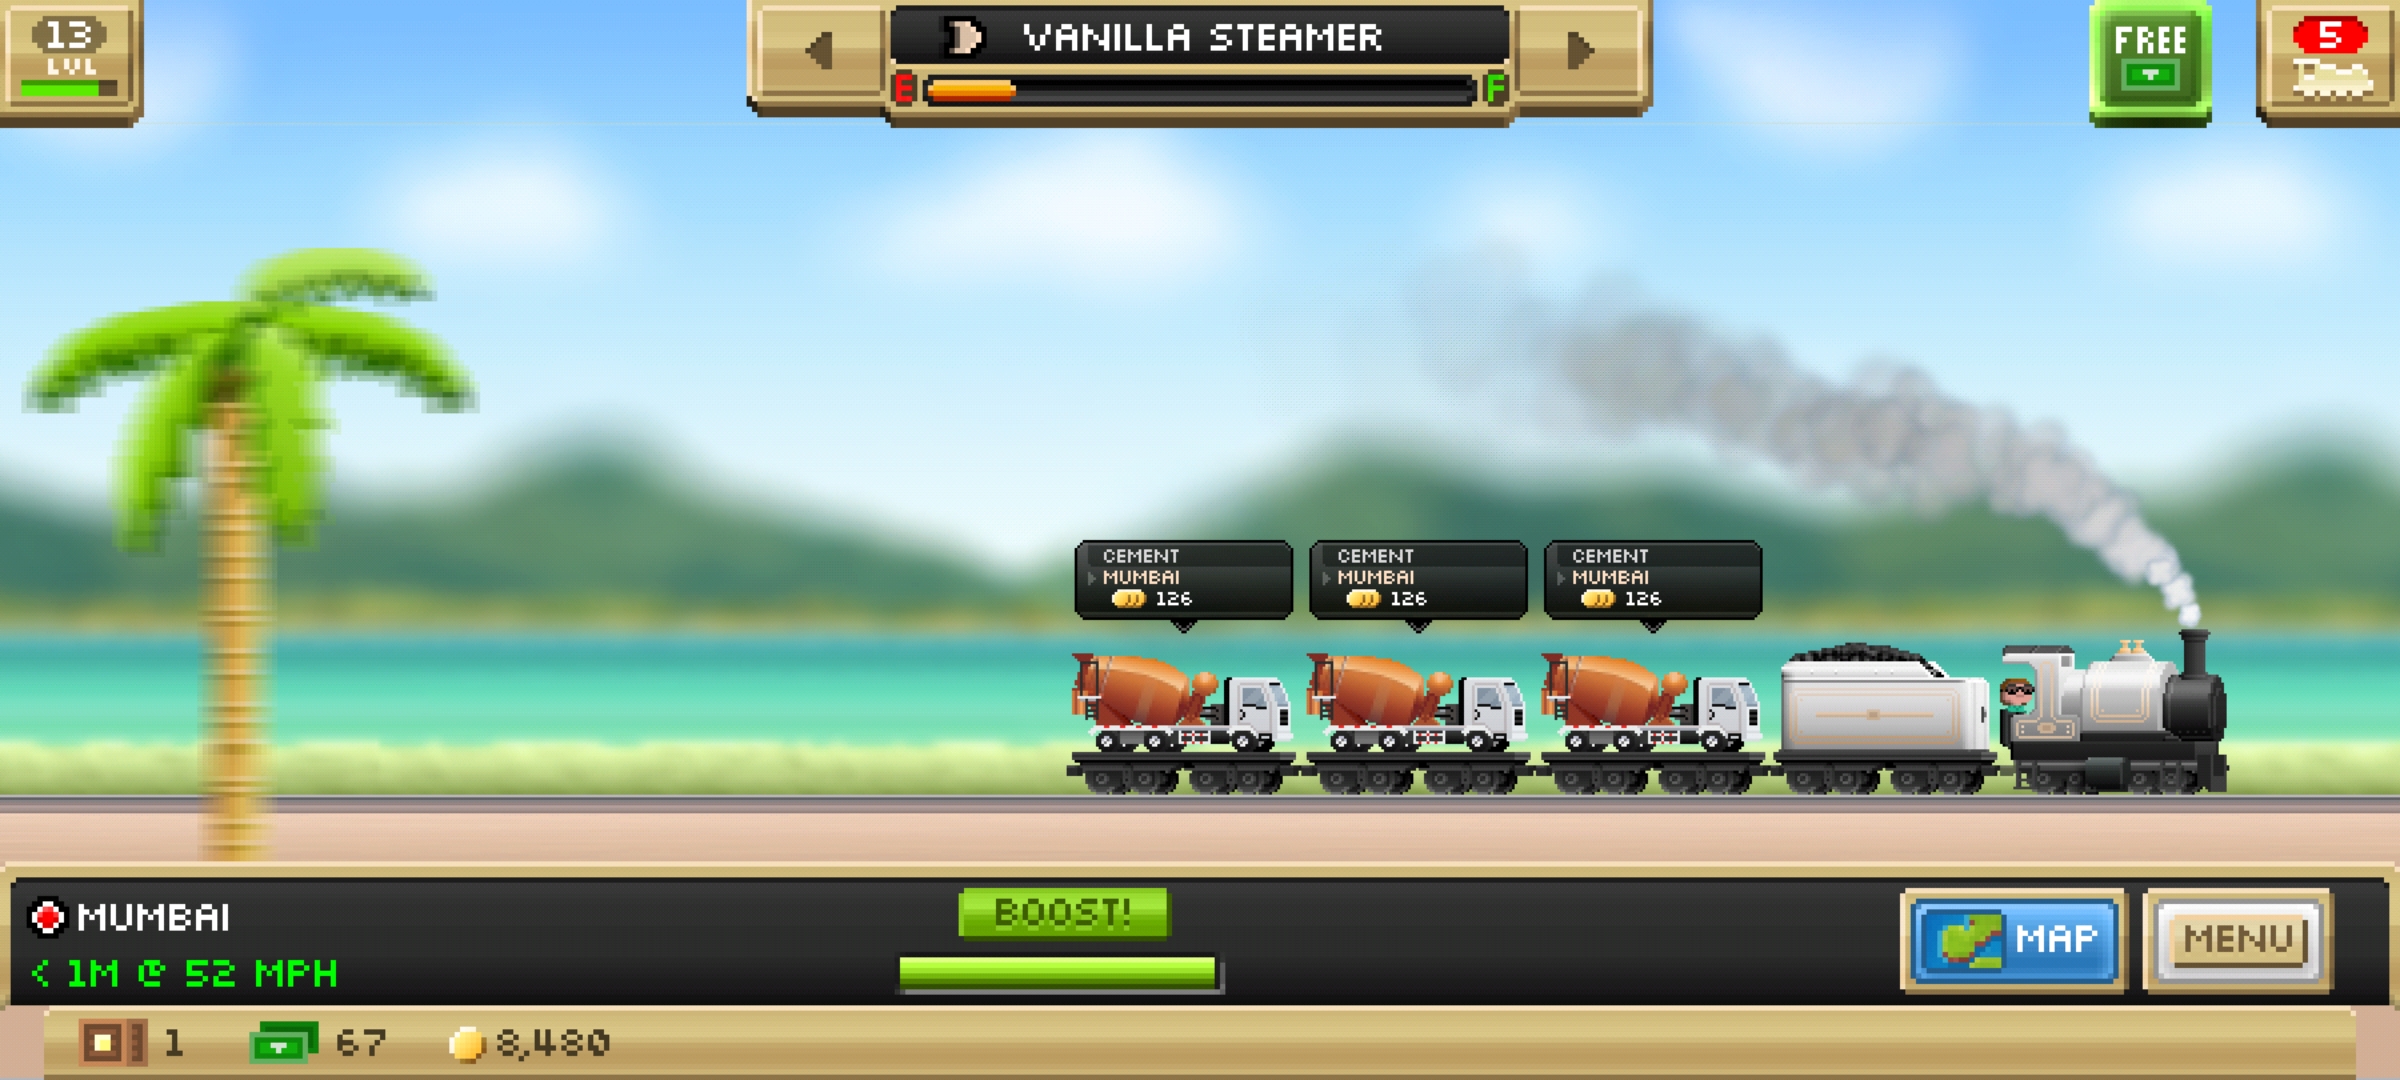 13
LVL
VANILLA STEAMER
E
F
FREE
5
CEMENT
MUMBAI
126
CEMENT
MUMBAI
126
CEMENT
MUMBAI
126
MUMBAI
< 1M @ 52 MPH
BOOST!
MAP
MENU
1
67
8,480